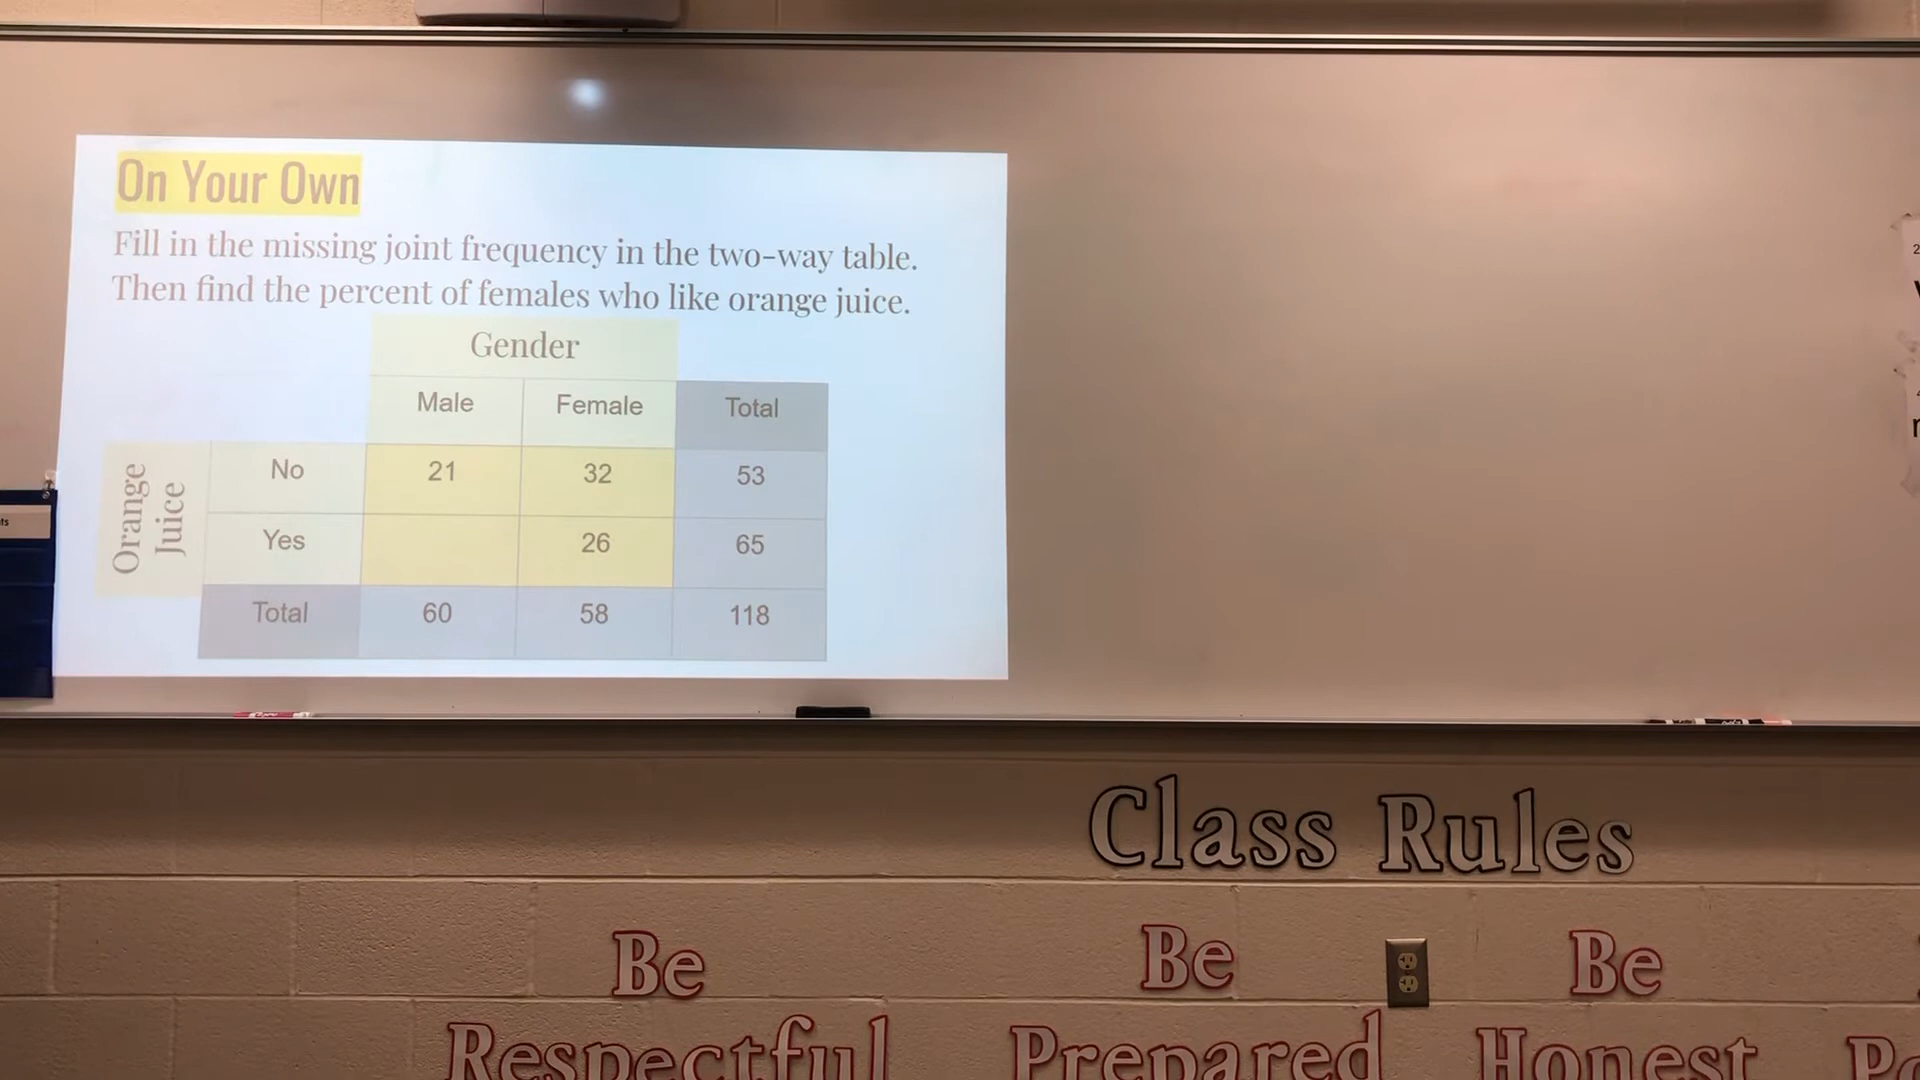 On Your Own
Fill in the missing joint frequency in the two-way table.
Then find the percent of females who like orange juice.
Gender
Male Female Total
Orange
Juice
No 21 32 53
Yes 26 65
Total 60 58 118
Class Rules
Be Be Be
Respectful Prepared Honest